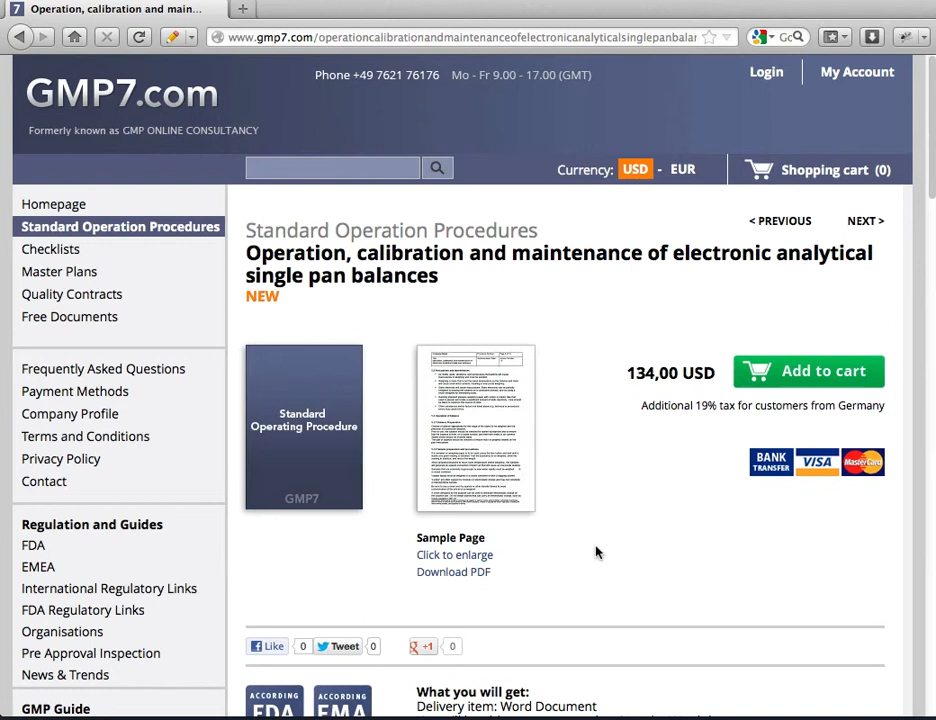 7 Operation, calibration and main...
www.gmp7.com/operationcalibrationandmaintenanceofelectronicanalyticalsinglepanbalar
GMP7.com
Formerly known as GMP ONLINE CONSULTANCY
Phone +49 7621 76176 Mo - Fr 9.00 - 17.00 (GMT)
Login
My Account
Currency: USD - EUR
Shopping cart (0)
Homepage
Standard Operation Procedures
Checklists
Master Plans
Quality Contracts
Free Documents
Frequently Asked Questions
Payment Methods
Company Profile
Terms and Conditions
Privacy Policy
Contact
Regulation and Guides
FDA
EMEA
International Regulatory Links
FDA Regulatory Links
Organisations
Pre Approval Inspection
News & Trends
GMP Guide
< PREVIOUS
NEXT >
Standard Operation Procedures
Operation, calibration and maintenance of electronic analytical
single pan balances
NEW
Standard
Operating Procedure
GMP7
134,00 USD
Add to cart
Additional 19% tax for customers from Germany
BANK
TRANSFER
VISA
MasterCard
Sample Page
Click to enlarge
Download PDF
Like 0
Tweet 0
+1 0
ACCORDING
FDA
ACCORDING
EMA
What you will get:
Delivery item: Word Document